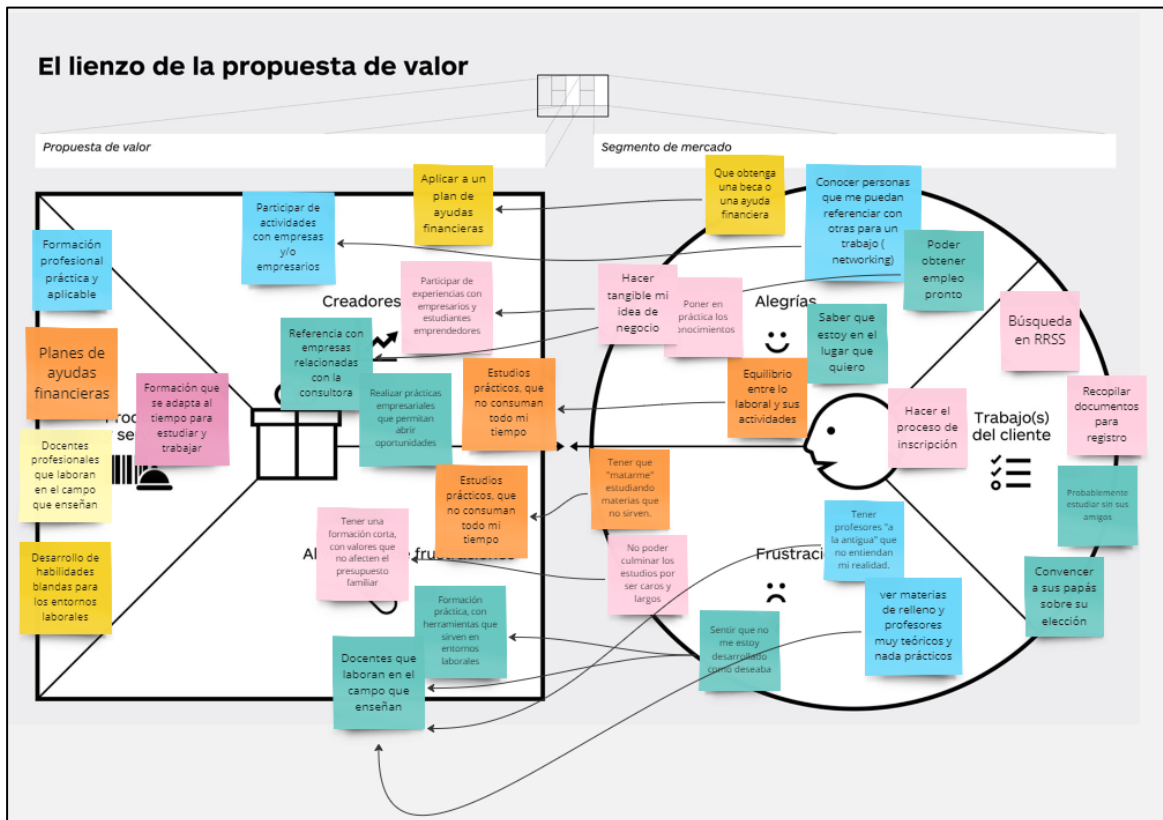 El lienzo de la propuesta de valor
Propuesta de valor
Segmento de mercado
Formación
profesional
práctica y
aplicable
Planes de
ayudas
financieras
Formación que
se adapta al
tiempo para
estudiar y
trabajar
Docentes
profesionales
que laboran
en el campo
que enseñan
Desarrollo de
habilidades
blandas para
los entornos
laborales
Participar de
actividades
con empresas
y/o
empresarios
Aplicar a un
plan de
ayudas
financieras
Creadores
Participar de
experiencias con
empresarios y
estudiantes
emprendedores
Referencia con
empresas
relacionadas
con la
consultora
Realizar prácticas
empresariales
que permitan
abrir
oportunidades
Estudios
prácticos, que
no consuman
todo mi
tiempo
Estudios
prácticos, que
no consuman
todo mi
tiempo
Tener una
formación corta,
con valores que
no afecten el
presupuesto
familiar
Formación
práctica, con
herramientas que
sirven en
entornos
laborales
Docentes que
laboran en el
campo que
enseñan
Que obtenga
una beca o
una ayuda
financiera
Conocer personas
que me puedan
referenciar con
otras para un
trabajo (
networking)
Poder
obtener
empleo
pronto
Hacer
tangible mi
idea de
negocio
Poner en
práctica los
onocimientos
Alegrías
Saber que
estoy en el
lugar que
quiero
Equilibrio
entre lo
laboral y sus
actividades
Búsqueda
en RRSS
Recopilar
documentos
para
registro
Hacer el
proceso de
inscripción
Trabajo(s)
del cliente
Probablemente
estudiar sin sus
amigos
Convencer
a sus papás
sobre su
elección
Tener que
"matarme"
estudiando
materias que
no sirven.
No poder
culminar los
estudios por
ser caros y
largos
Tener
profesores "a
la antigua" que
no entiendan
mi realidad.
Frustraci
Sentir que no
me estoy
desarrollado
como deseaba
ver materias
de relleno y
profesores
muy teóricos y
nada prácticos